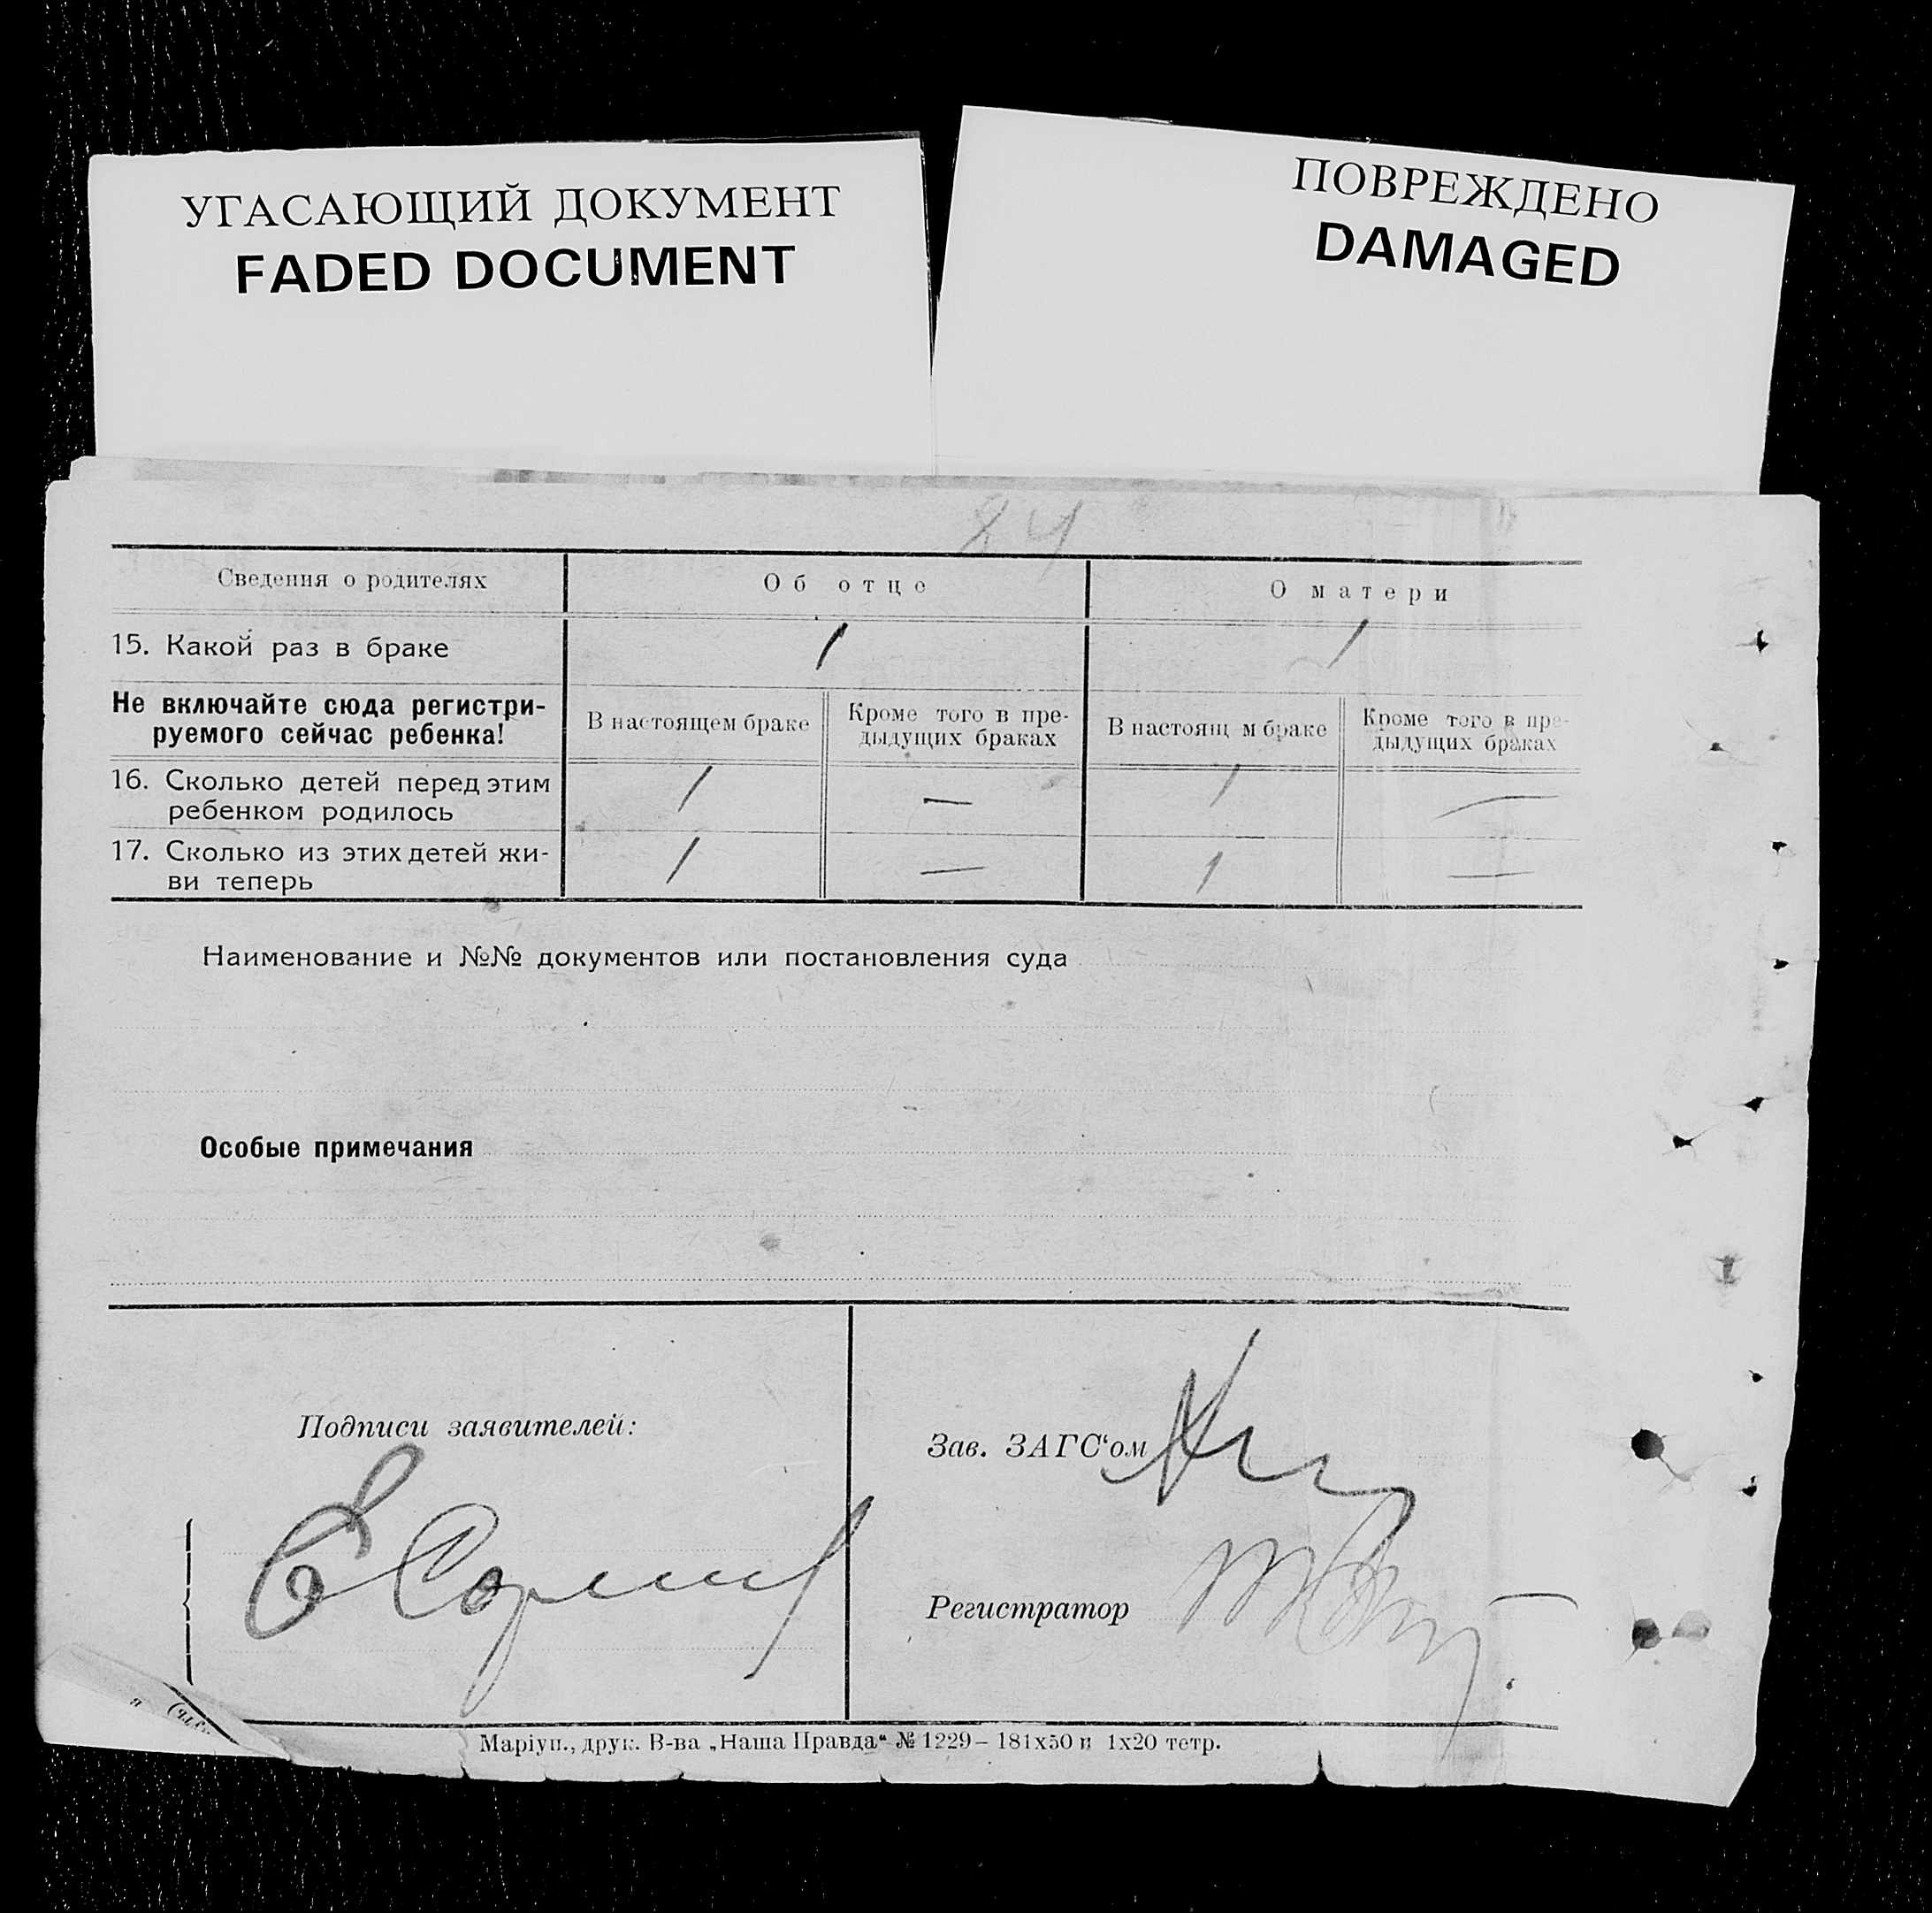 УГАСАЮЩИЙ ДОКУМЕНТ
FADED DOCUMENT
ПОВРЕЖДЕНО
DAMAGED
84
Сведения о родителях Об отце О матери
15. Какой раз в браке 1 1
Не включайте сюда регистри-
руемого сейчас ребенка!
В настоящем браке
Кроме того в пре-
дыдущих браках
В настоящ м браке
Кроме того в пре-
дыдущих браках
16. Сколько детей перед этим
ребенком родилось 1 — 1 —
17. Сколько из этих детей жи-
ви теперь 1 — 1 —
Наименование и №№ документов или постановления суда
Особые примечания
Подписи заявителей:
Зав. ЗАГС‘ом
Регистратор
Маріуп., друк. В-ва „Наша Правда“ № 1229 – 181х50 и 1х20 тетр.